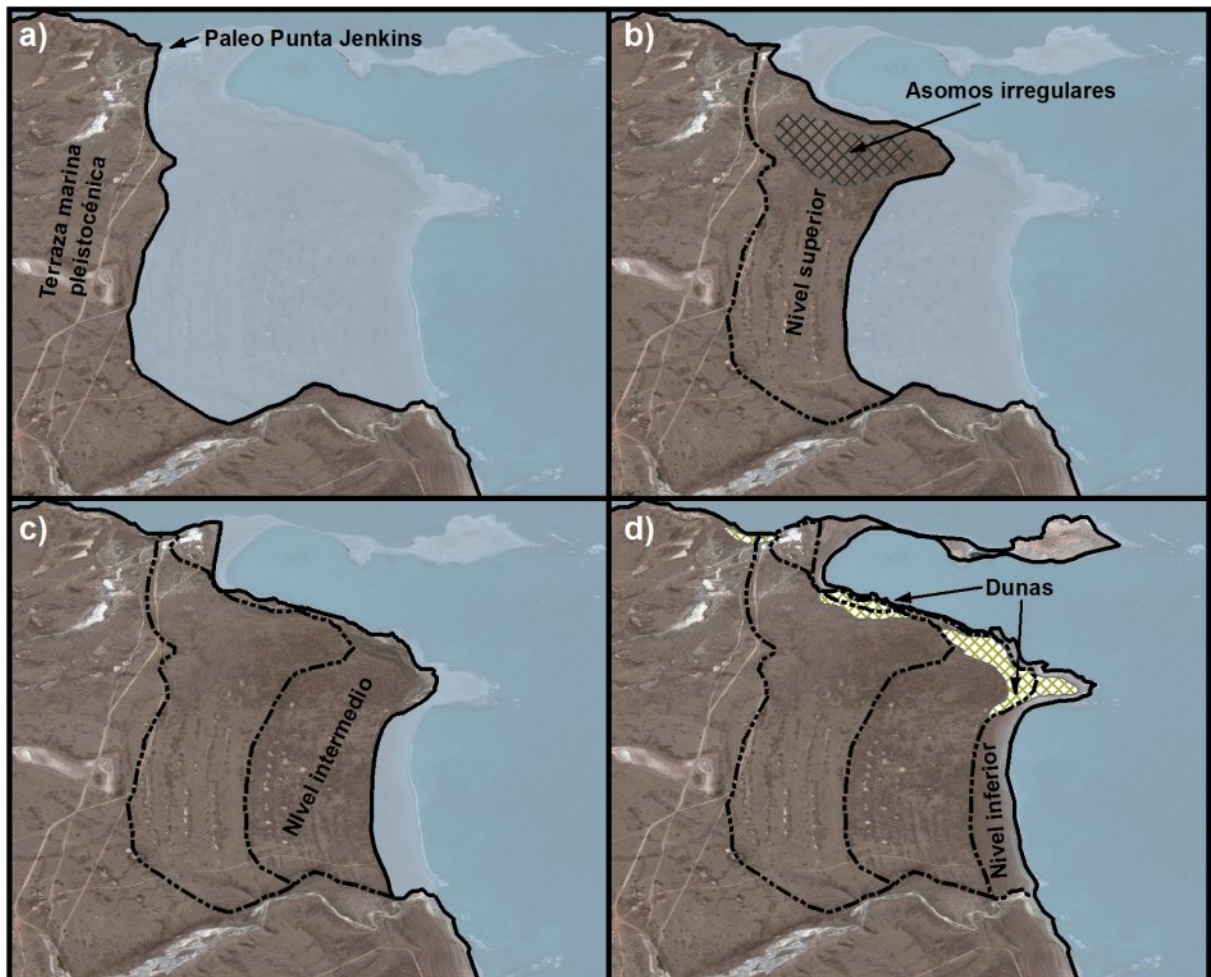 a)
Paleo Punta Jenkins
Terraza marina
pleistocénica
b)
Asomos irregulares
Nivel superior
c)
NIvel intermedio
d)
Dunas
Nivel inferior